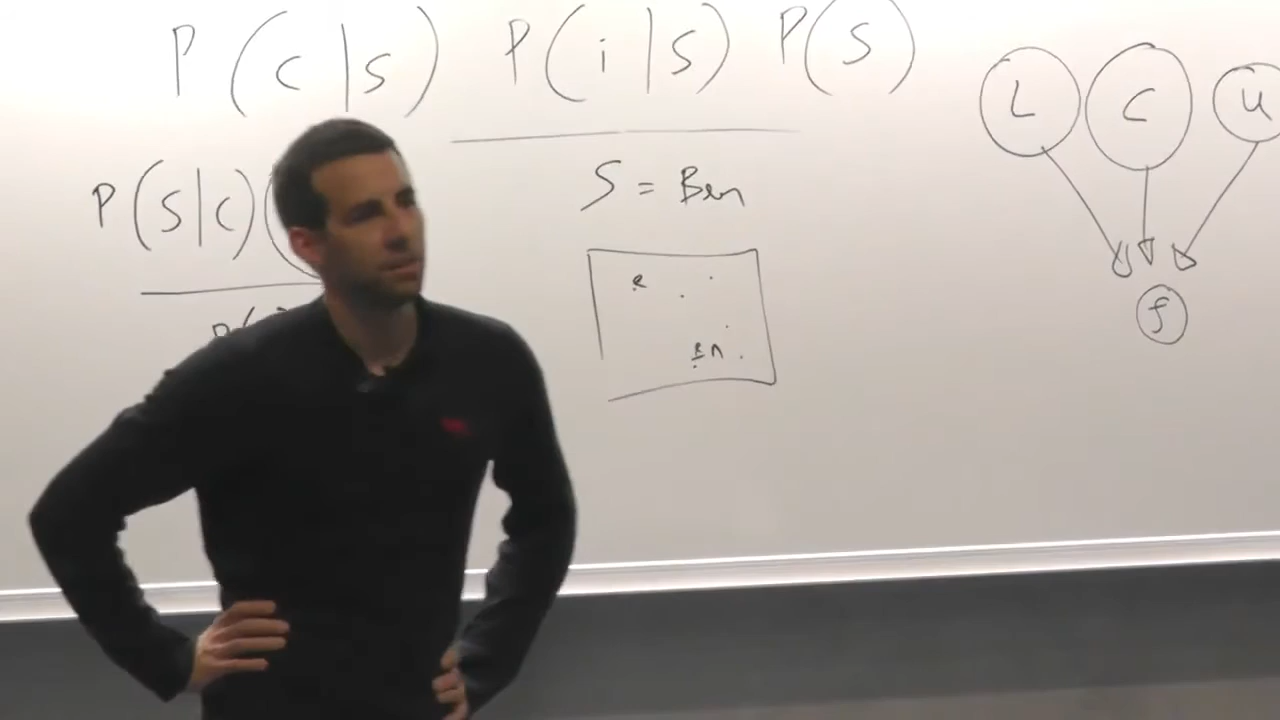 P(c|s) P(i|s) P(s)
L C U
P(s|c)(
S = Ben
R
R n
f